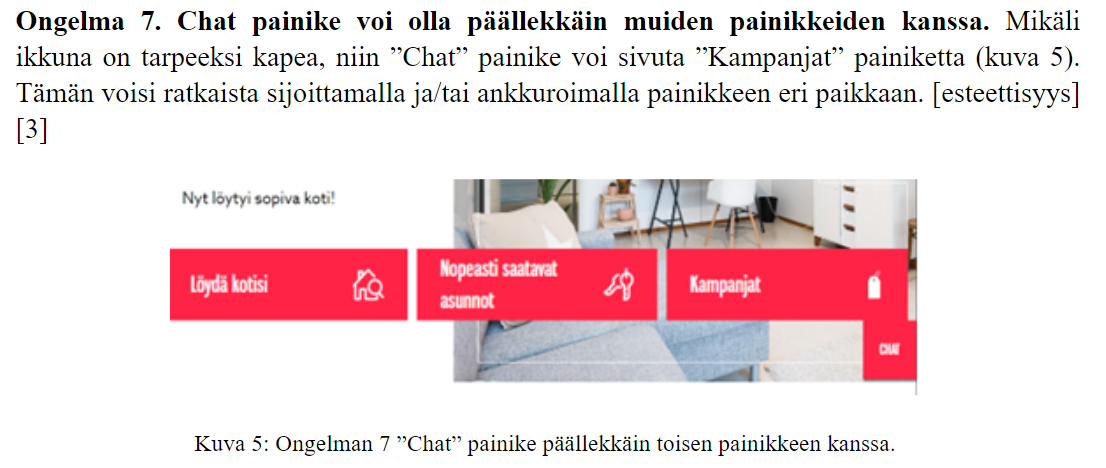 Ongelma 7. Chat painike voi olla päällekkäin muiden painikkeiden kanssa. Mikäli
ikkuna on tarpeeksi kapea, niin ”Chat” painike voi sivuta ”Kampanjat” painiketta (kuva 5).
Tämän voisi ratkaista sijoittamalla ja/tai ankkuroimalla painikkeen eri paikkaan. [esteettisyys]
[3]
Nyt löytyi sopiva koti!
Löydä kotisi
Nopeasti saatavat
asunnot
Kampanjat
CHAT
Kuva 5: Ongelman 7 ”Chat” painike päällekkäin toisen painikkeen kanssa.